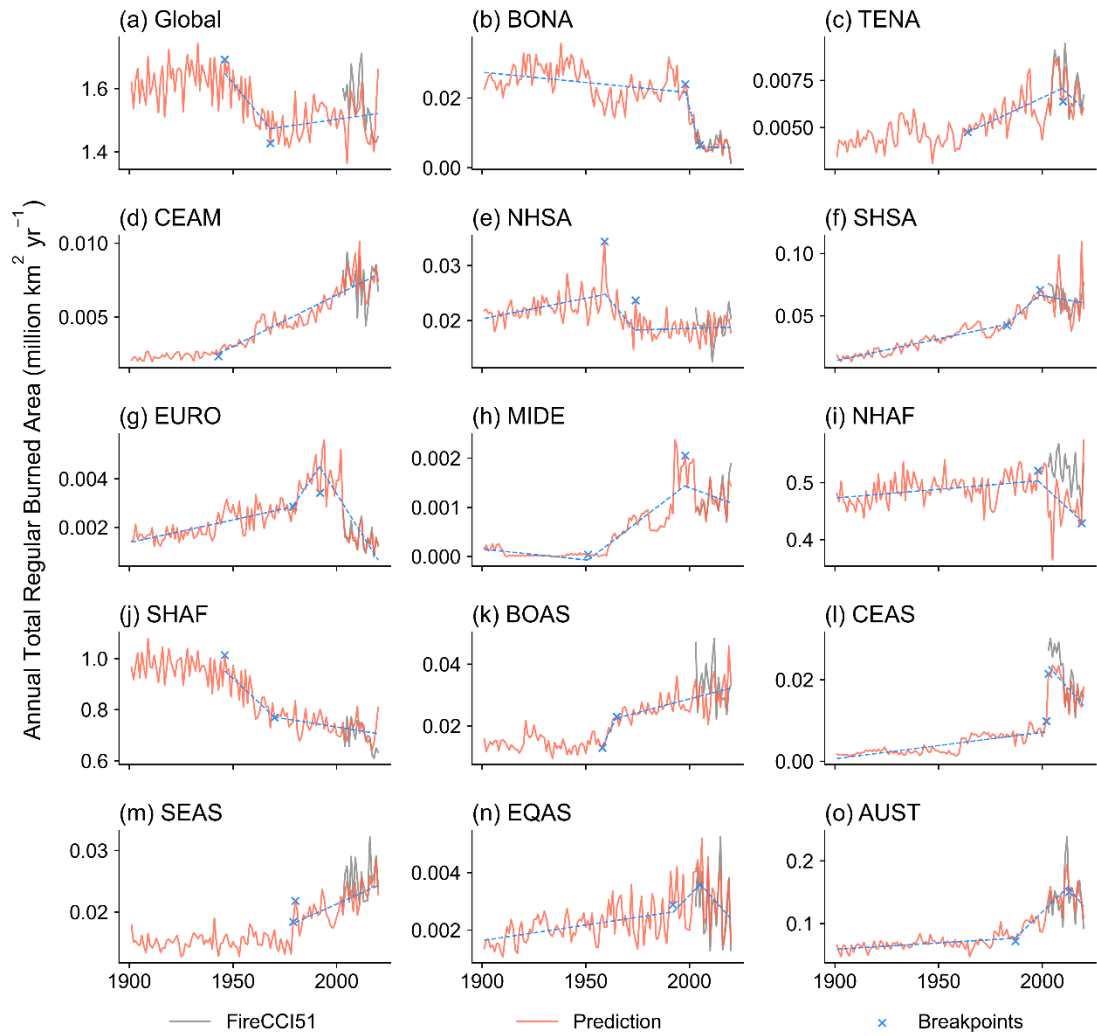 Annual Total Regular Burned Area (million km² yr⁻¹)
(a) Global
1.6
1.4
(b) BONA
0.02
0.00
(c) TENA
0.0075
0.0050
(d) CEAM
0.010
0.005
(e) NHSA
0.03
0.02
(f) SHSA
0.10
0.05
(g) EURO
0.004
0.002
(h) MIDE
0.002
0.001
0.000
(i) NHAF
0.5
0.4
(j) SHAF
1.0
0.8
0.6
(k) BOAS
0.04
0.02
(l) CEAS
0.02
0.00
(m) SEAS
0.03
0.02
(n) EQAS
0.004
0.002
(o) AUST
0.2
0.1
1900 1950 2000
1900 1950 2000
1900 1950 2000
FireCCI51 Prediction Breakpoints